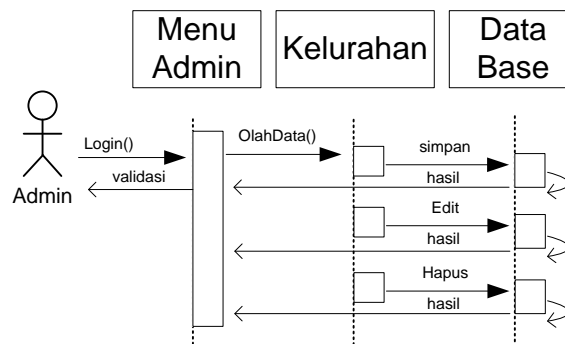 Menu
Admin
Kelurahan
Data
Base
Login()
validasi
Admin
OlahData()
simpan
hasil
Edit
hasil
Hapus
hasil